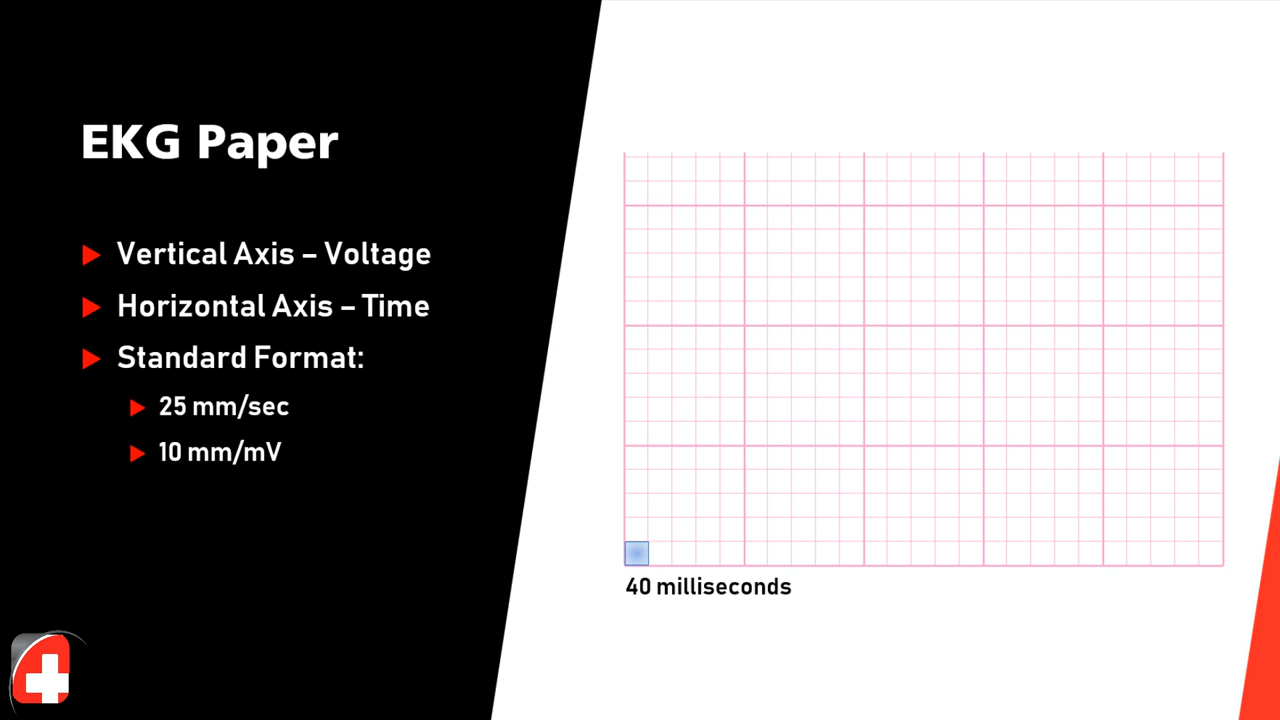 EKG Paper
Vertical Axis – Voltage
Horizontal Axis – Time
Standard Format:
25 mm/sec
10 mm/mV
40 milliseconds